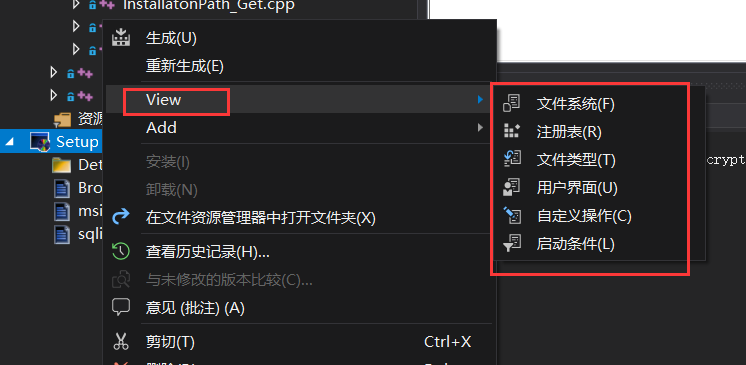 InstallatonPath_Get.cpp
生成(U)
重新生成(E)
View
Add
安装(I)
卸载(N)
在文件资源管理器中打开文件夹(X)
查看历史记录(H)...
与未修改的版本比较(C)...
意见 (批注) (A)
剪切(T) Ctrl+X
文件系统(F)
注册表(R)
文件类型(T)
用户界面(U)
自定义操作(C)
启动条件(L)
资源
Setup
Det
Bro
msi
sqli
crypt